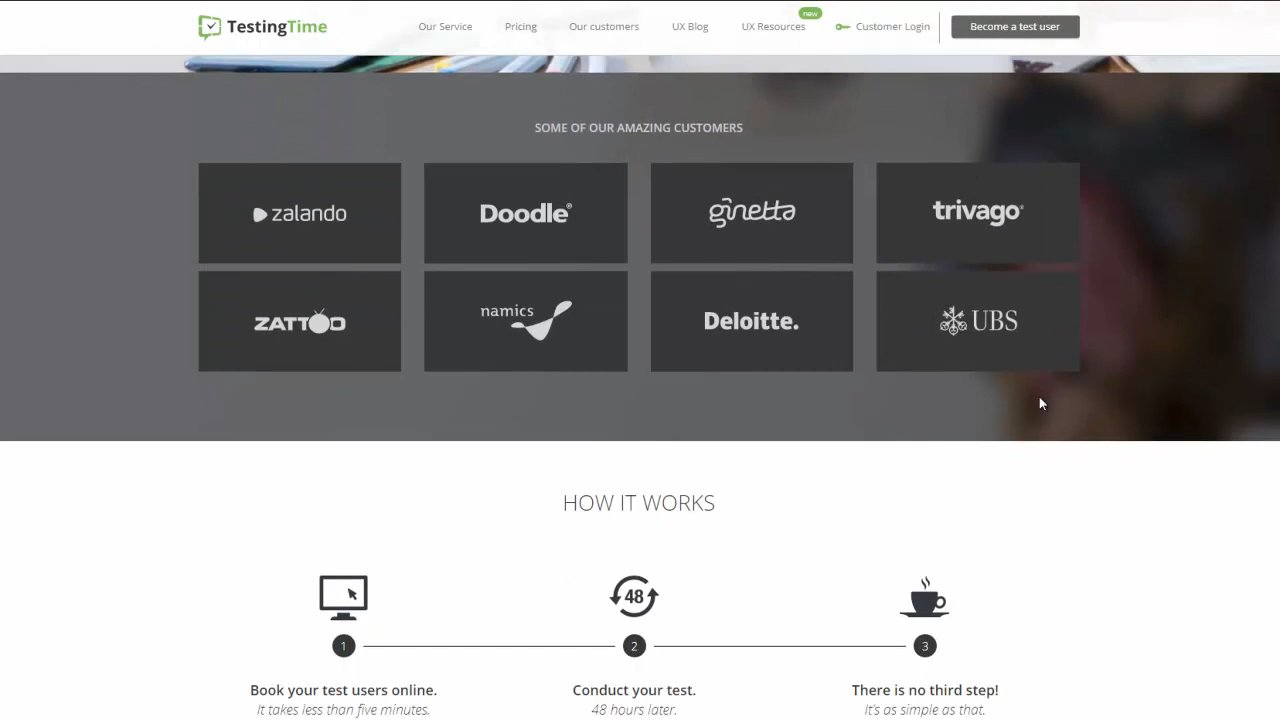 new
TestingTime Our Service Pricing Our customers UX Blog UX Resources Customer Login Become a test user
SOME OF OUR AMAZING CUSTOMERS
zalando Doodle® ginetta trivago®
ZATTOO namics Deloitte. UBS
HOW IT WORKS
48
1 2 3
Book your test users online. Conduct your test. There is no third step!
It takes less than five minutes. 48 hours later. It's as simple as that.